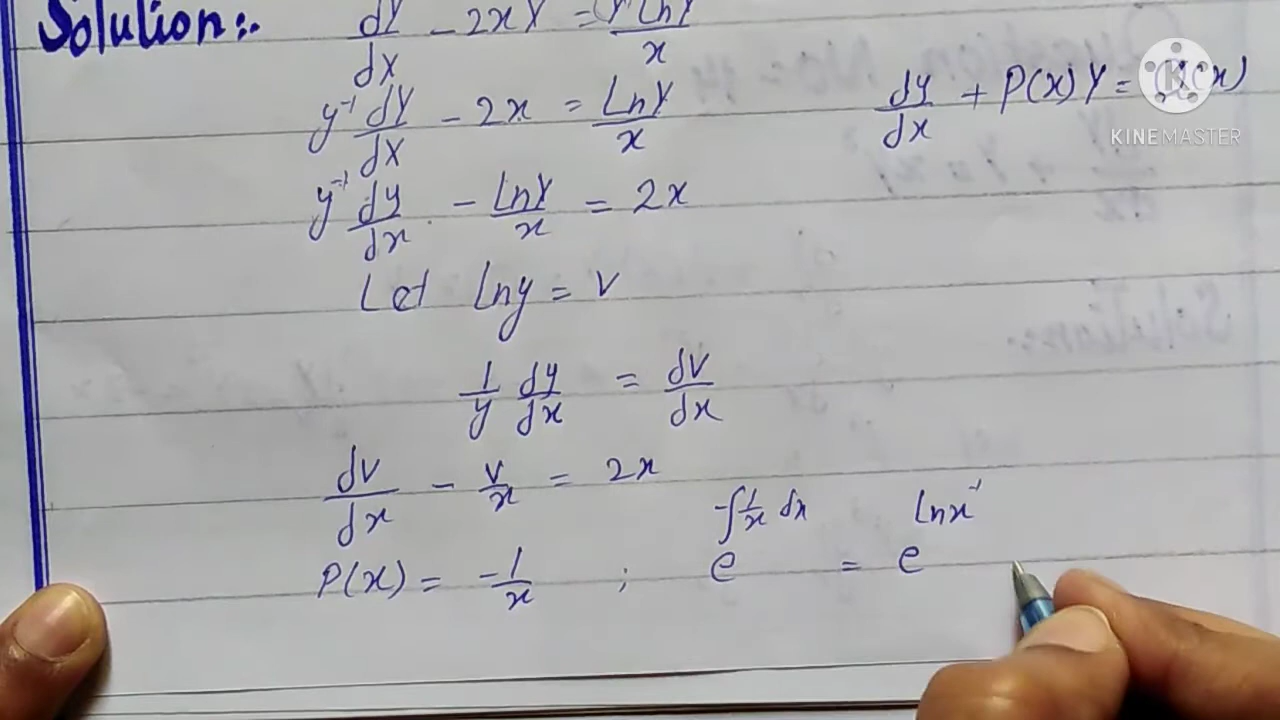 Solution:. dY/dx - 2xY = Y LnY/x
y⁻¹ dY/dx - 2x = LnY/x
dy/dx + P(x)Y =
KINEMASTER
y⁻¹ dy/dx - LnY/x = 2x
Let lny = v
1/y dy/dx = dv/dx
dv/dx - v/x = 2x
P(x) = -1/x ; e^(-∫1/x dx) = e^(lnx⁻¹)